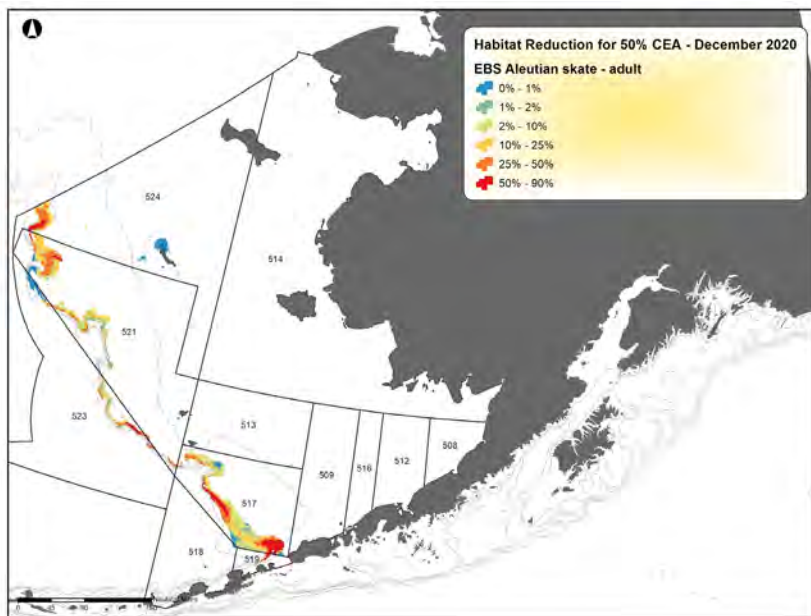 Habitat Reduction for 50% CEA - December 2020
EBS Aleutian skate - adult
0% - 1%
1% - 2%
2% - 10%
10% - 25%
25% - 50%
50% - 90%
524
514
521
523
513
509
516
512
508
517
518
519
0